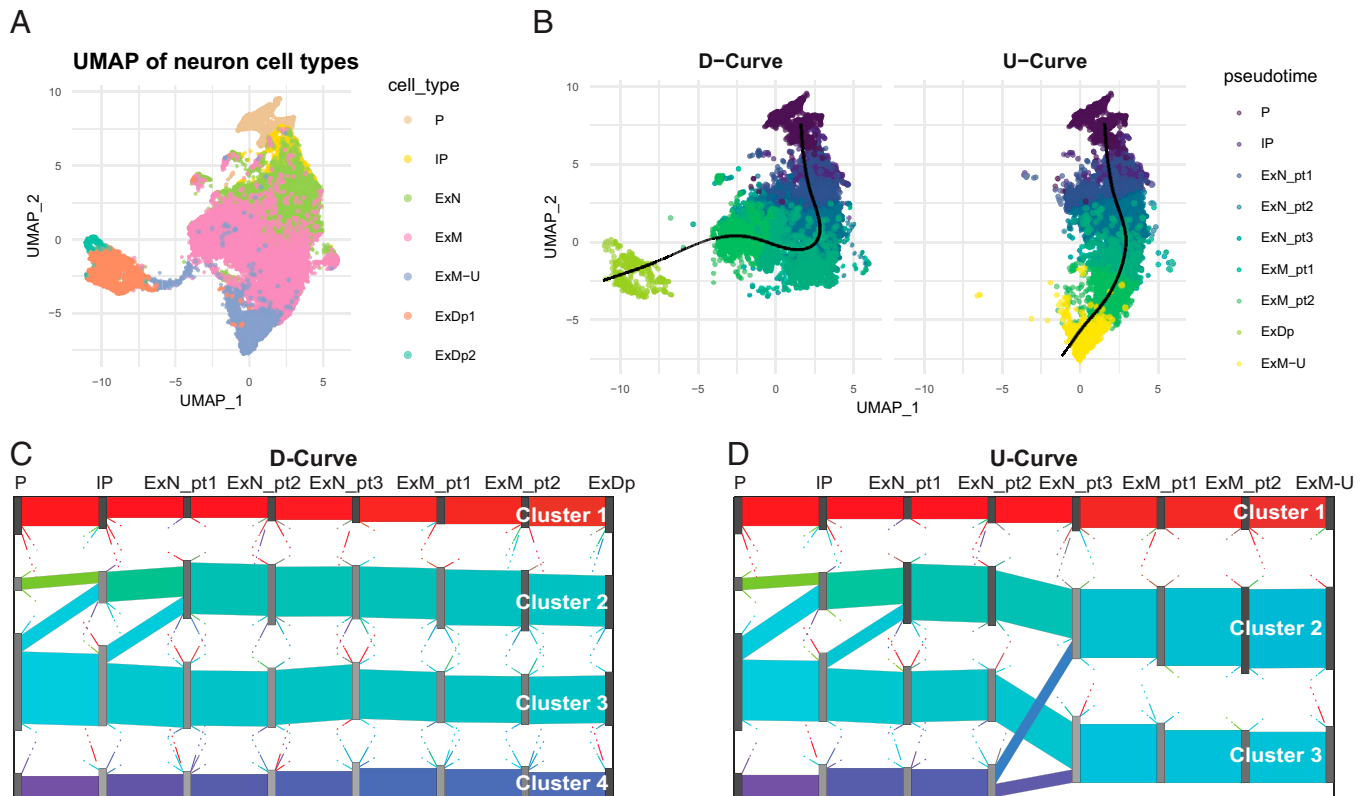 A
B
UMAP of neuron cell types
cell_type
P
IP
ExN
ExM
ExM−U
ExDp1
ExDp2
UMAP_2
10
5
0
−5
−10
−5
0
5
UMAP_1
D−Curve
U−Curve
pseudotime
P
IP
ExN_pt1
ExN_pt2
ExN_pt3
ExM_pt1
ExM_pt2
ExDp
ExM−U
UMAP_2
10
5
0
−5
−10
−5
0
5
−10
−5
0
5
UMAP_1
C
D-Curve
P IP ExN_pt1 ExN_pt2 ExN_pt3 ExM_pt1 ExM_pt2 ExDp
Cluster 1
Cluster 2
Cluster 3
Cluster 4
D
U-Curve
P IP ExN_pt1 ExN_pt2 ExN_pt3 ExM_pt1 ExM_pt2 ExM-U
Cluster 1
Cluster 2
Cluster 3